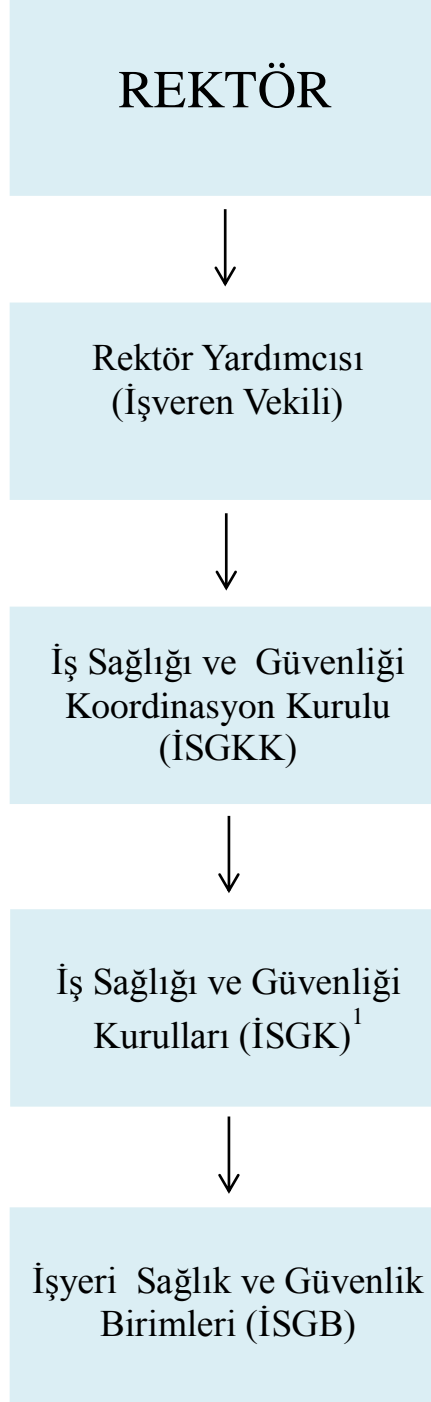 REKTÖR
Rektör Yardımcısı
(İşveren Vekili)
İş Sağlığı ve Güvenliği
Koordinasyon Kurulu
(İSGKK)
İş Sağlığı ve Güvenliği
Kurulları (İSGK)¹
İşyeri Sağlık ve Güvenlik
Birimleri (İSGB)